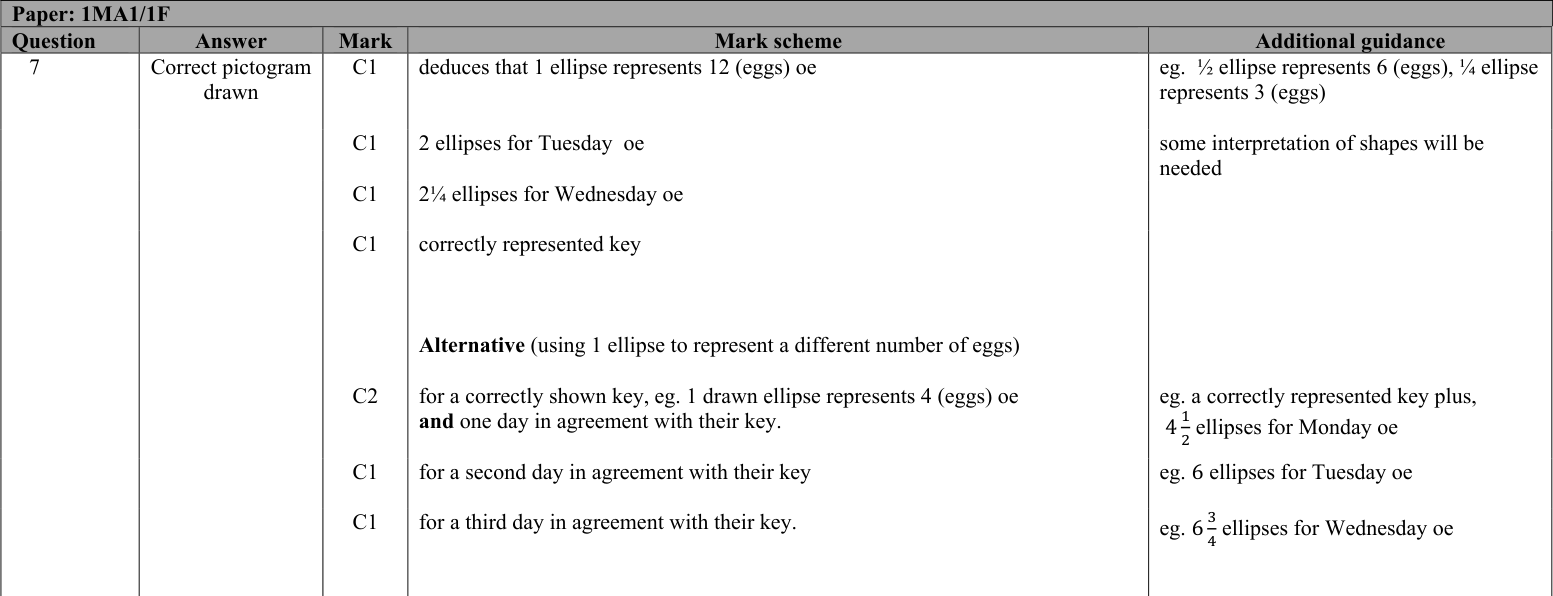 Paper: 1MA1/1F
Question Answer Mark Mark scheme Additional guidance
7 Correct pictogram C1 deduces that 1 ellipse represents 12 (eggs) oe eg. ½ ellipse represents 6 (eggs), ¼ ellipse
drawn represents 3 (eggs)
C1 2 ellipses for Tuesday oe some interpretation of shapes will be
needed
C1 2¼ ellipses for Wednesday oe
C1 correctly represented key
Alternative (using 1 ellipse to represent a different number of eggs)
C2 for a correctly shown key, eg. 1 drawn ellipse represents 4 (eggs) oe eg. a correctly represented key plus,
and one day in agreement with their key. 4 1/2 ellipses for Monday oe
C1 for a second day in agreement with their key eg. 6 ellipses for Tuesday oe
C1 for a third day in agreement with their key. eg. 6 3/4 ellipses for Wednesday oe